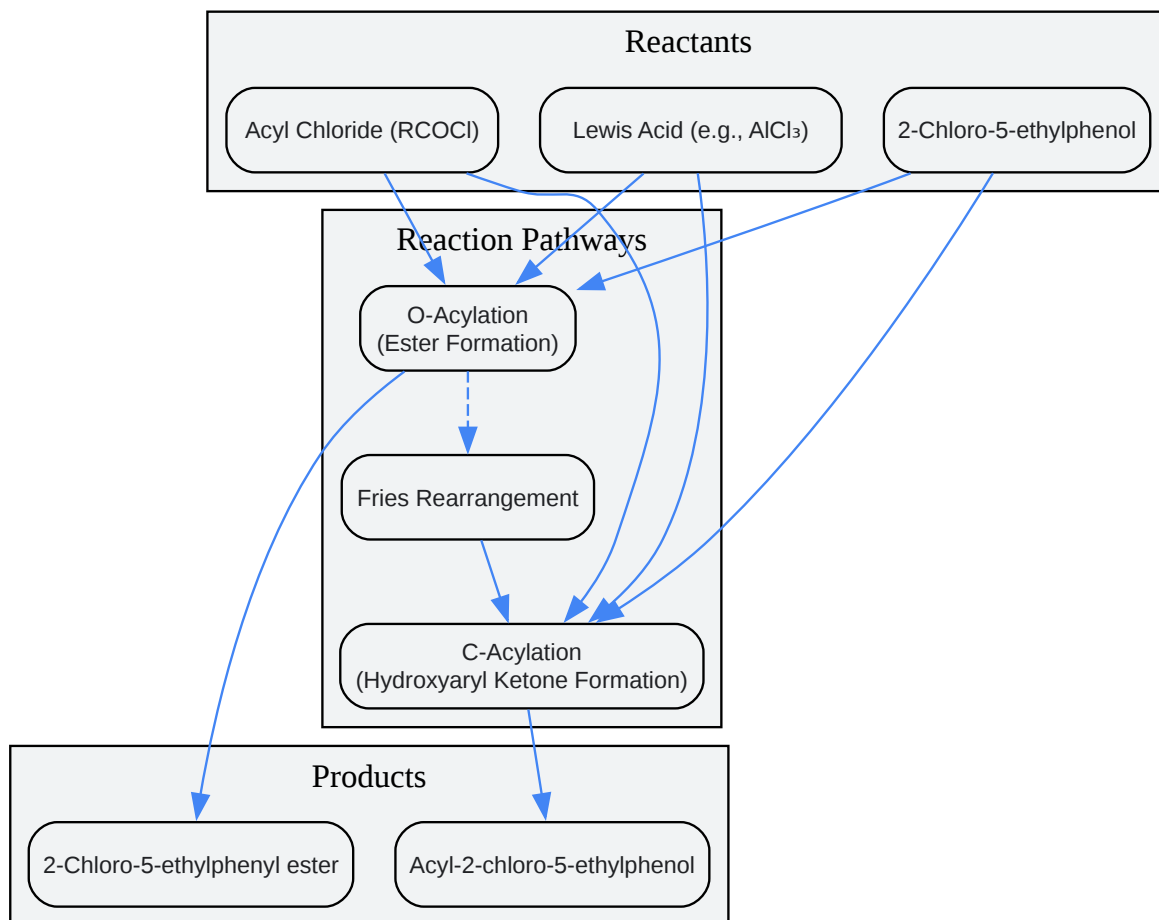 Reactants
Acyl Chloride (RCOCl)
Lewis Acid (e.g., AlCl₃)
2-Chloro-5-ethylphenol
Reaction Pathways
O-Acylation
(Ester Formation)
Fries Rearrangement
C-Acylation
(Hydroxyaryl Ketone Formation)
Products
2-Chloro-5-ethylphenyl ester
Acyl-2-chloro-5-ethylphenol